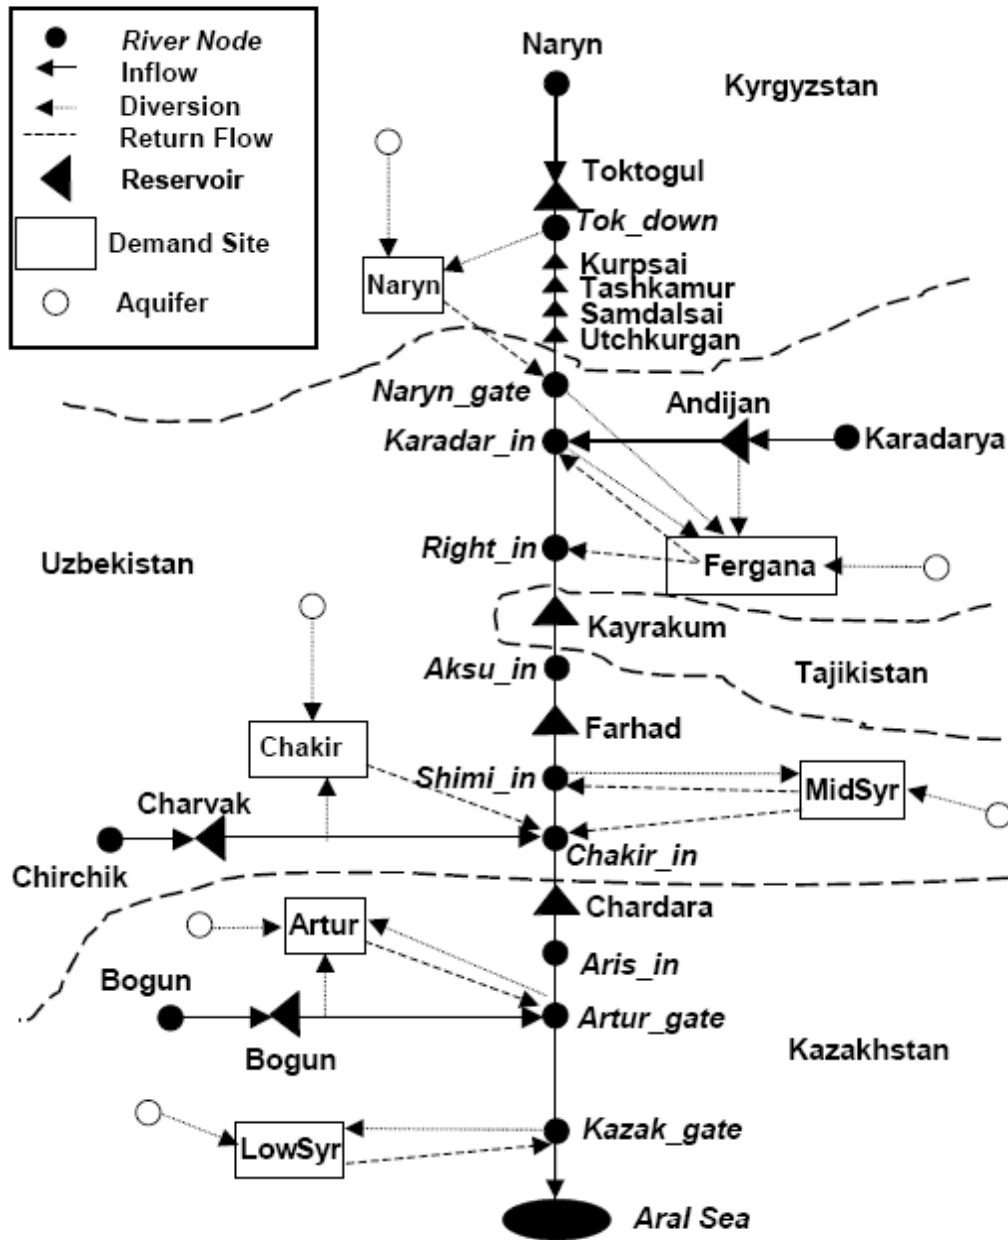 River Node
Inflow
Diversion
Return Flow
Reservoir
Demand Site
Aquifer
Naryn
Kyrgyzstan
Toktogul
Tok_down
Naryn
Kurpsai
Tashkamur
Samdalsai
Utchkurgan
Naryn_gate
Andijan
Karadar_in
Karadarya
Right_in
Uzbekistan
Fergana
Kayrakum
Aksu_in
Tajikistan
Farhad
Chakir
Shimi_in
MidSyr
Charvak
Chirchik
Chakir_in
Chardara
Artur
Aris_in
Bogun
Artur_gate
Bogun
Kazakhstan
Kazak_gate
LowSyr
Aral Sea